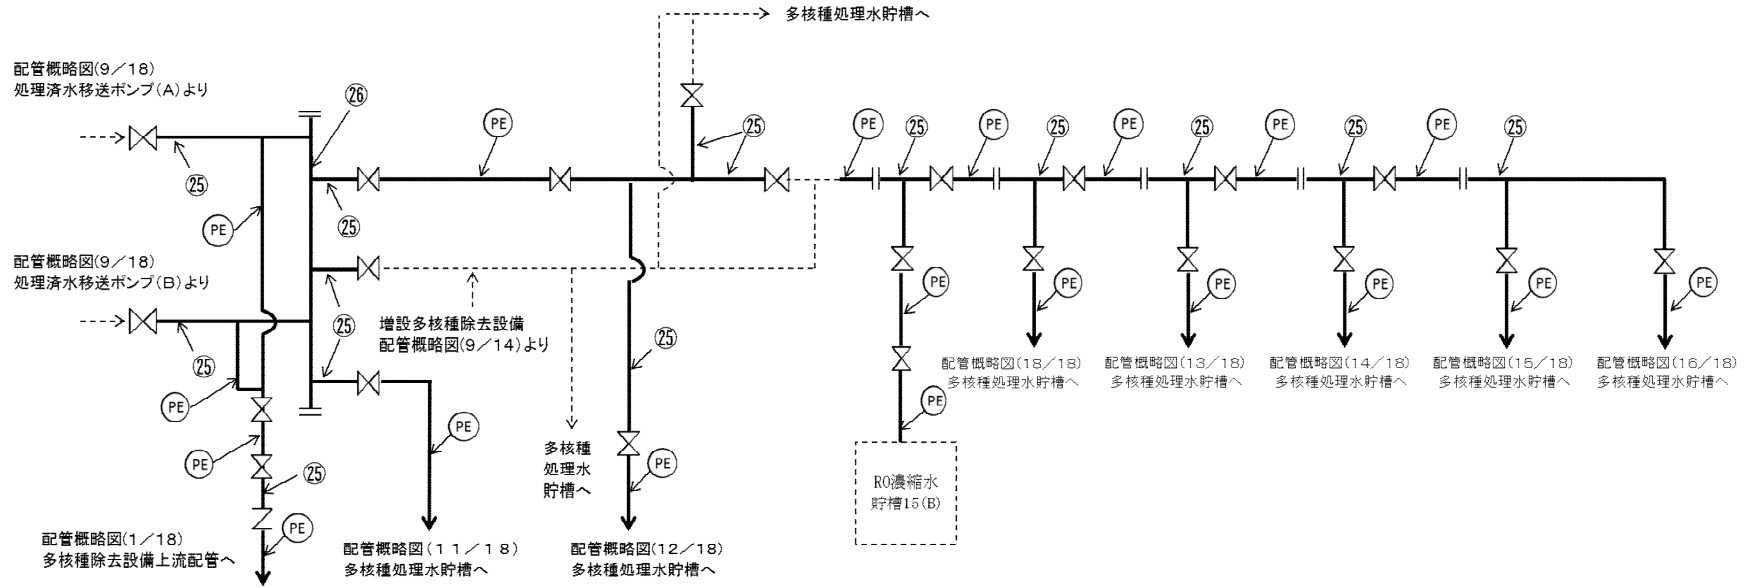 多核種処理水貯槽へ
配管概略図(9／18)
処理済水移送ポンプ(A)より
㉖
PE
㉕
PE
㉕
PE
㉕
PE
㉕
PE
㉕
PE
㉕
㉕
㉕
PE
配管概略図(9／18)
処理済水移送ポンプ(B)より
㉕
㉕
増設多核種除去設備
配管概略図(9／14)より
㉕
PE
PE
PE
PE
PE
PE
㉕
配管概略図(18／18)
多核種処理水貯槽へ
配管概略図(13／18)
多核種処理水貯槽へ
配管概略図(14／18)
多核種処理水貯槽へ
配管概略図(15／18)
多核種処理水貯槽へ
配管概略図(16／18)
多核種処理水貯槽へ
PE
PE
PE
PE
㉕
PE
多核種
処理水
貯槽へ
RO濃縮水
貯槽15(B)
PE
配管概略図(1／18)
多核種除去設備上流配管へ
配管概略図(１１／１８)
多核種処理水貯槽へ
配管概略図(12／18)
多核種処理水貯槽へ